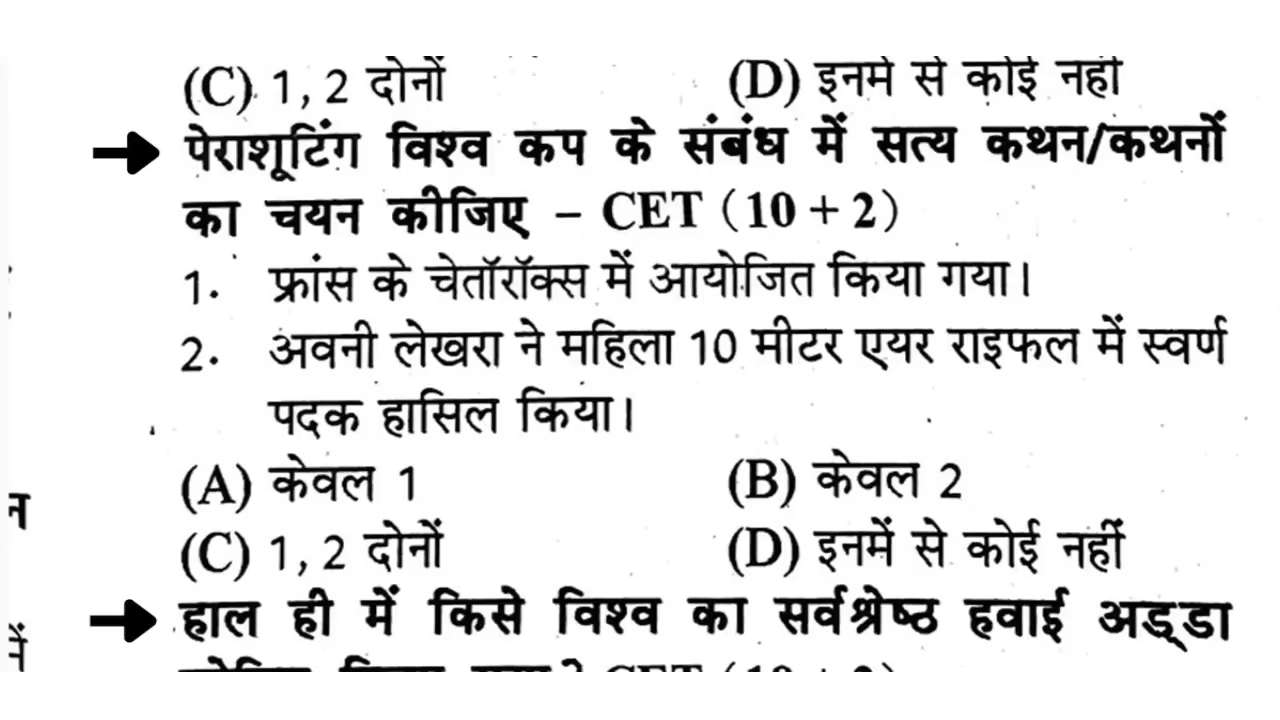 (C) 1, 2 दोनों (D) इनमें से कोई नहीं
पेराशूटिंग विश्व कप के संबंध में सत्य कथन/कथनों
का चयन कीजिए – CET (10 + 2)
1. फ्रांस के चेतॉरॉक्स में आयोजित किया गया।
2. अवनी लेखरा ने महिला 10 मीटर एयर राइफल में स्वर्ण
पदक हासिल किया।
(A) केवल 1 (B) केवल 2
न
(C) 1, 2 दोनों (D) इनमें से कोई नहीं
हाल ही में किसे विश्व का सर्वश्रेष्ठ हवाई अड्डा
में